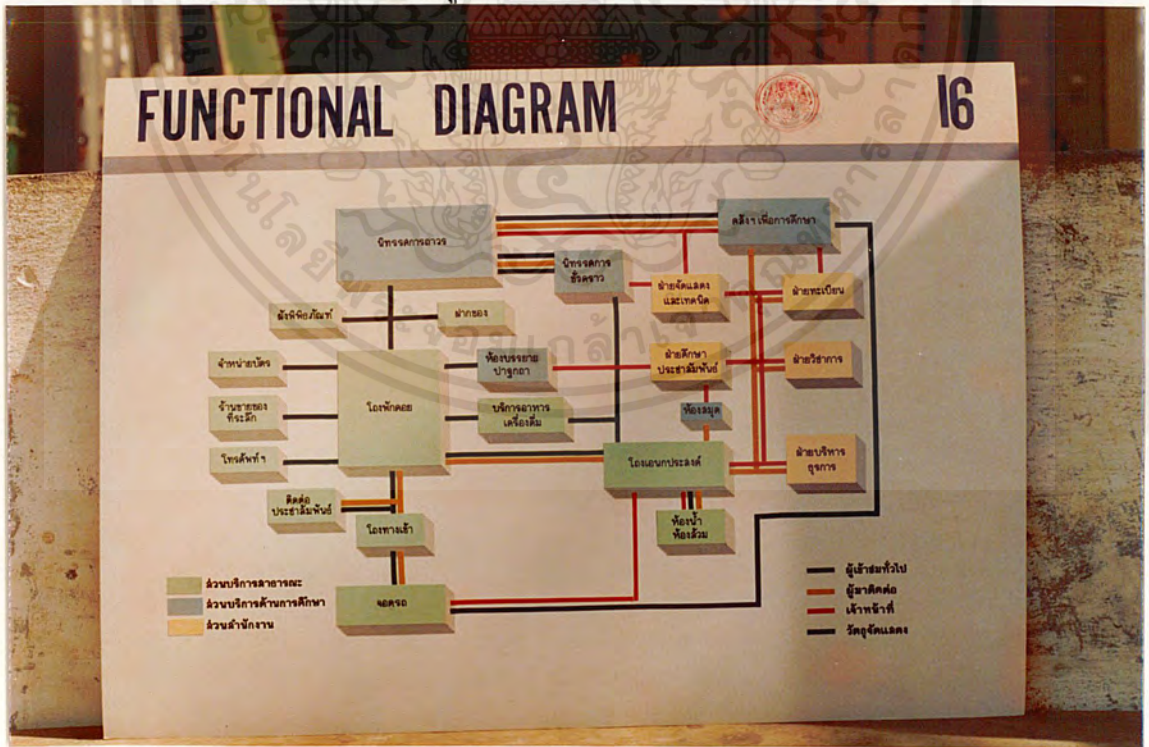 FUNCTIONAL DIAGRAM
16
นิทรรศการถาวร
คลังฯ เพื่อการศึกษา
นิทรรศการ
ชั่วคราว
ฝ่ายจัดแสดง
และเทคนิค
ฝ่ายทะเบียน
ผังพิพิธภัณฑ์
ฝากของ
จำหน่ายบัตร
โถงพักคอย
ห้องบรรยาย
ปาฐกถา
ฝ่ายศึกษา
ประชาสัมพันธ์
ฝ่ายวิชาการ
ร้านขายของ
ที่ระลึก
บริการอาหาร
เครื่องดื่ม
ห้องสมุด
โทรศัพท์ฯ
โถงเอนกประสงค์
ฝ่ายบริหาร
ธุรการ
ติดต่อ
ประชาสัมพันธ์
โถงทางเข้า
ห้องน้ำ
ห้องส้วม
จอดรถ
ส่วนบริการสาธารณะ
ส่วนบริการด้านการศึกษา
ส่วนสำนักงาน
ผู้เข้าชมทั่วไป
ผู้มาติดต่อ
เจ้าหน้าที่
วัตถุจัดแสดง